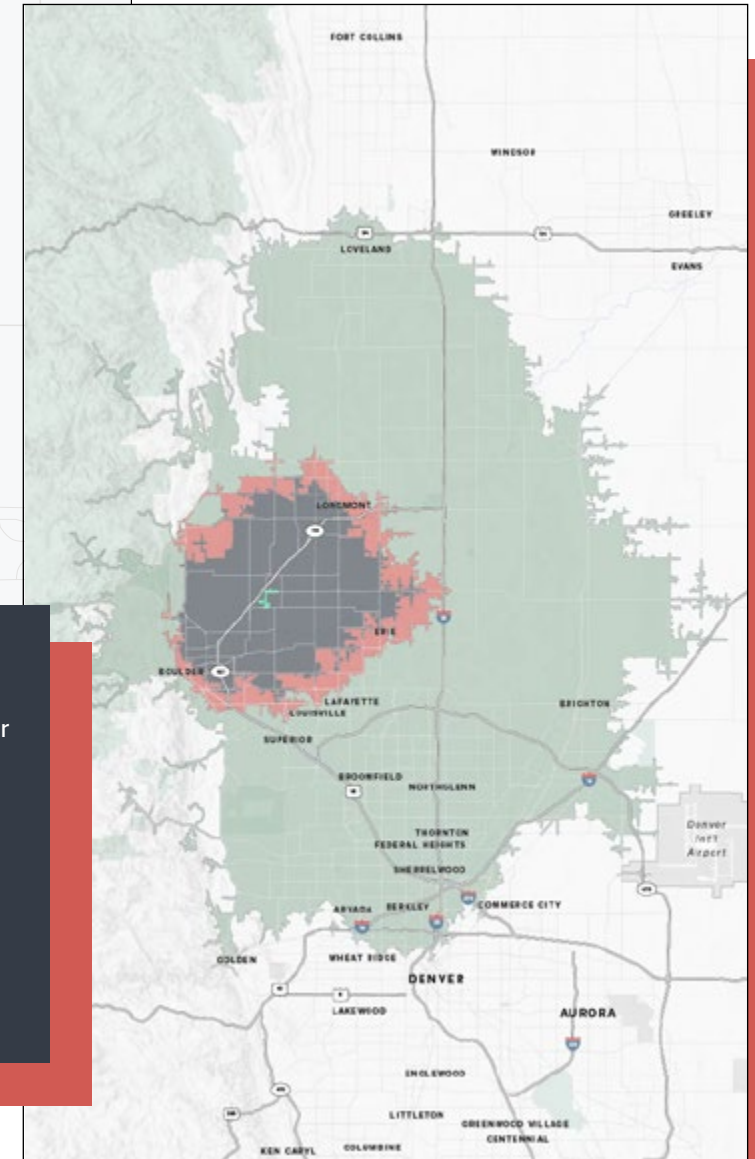 FORT COLLINS
WINDSOR
GREELEY
LOVELAND
EVANS
LONGMONT
ERIE
BOULDER
LAFAYETTE
LOUISVILLE
BRIGHTON
r
SUPERIOR
BROOMFIELD
NORTHGLENN
Denver
Int'l
Airport
THORNTON
FEDERAL HEIGHTS
SHERRELWOOD
ARVADA
BERKLEY
COMMERCE CITY
GOLDEN
WHEAT RIDGE
DENVER
LAKEWOOD
AURORA
ENGLEWOOD
LITTLETON
GREENWOOD VILLAGE
CENTENNIAL
KEN CARYL
COLUMBINE